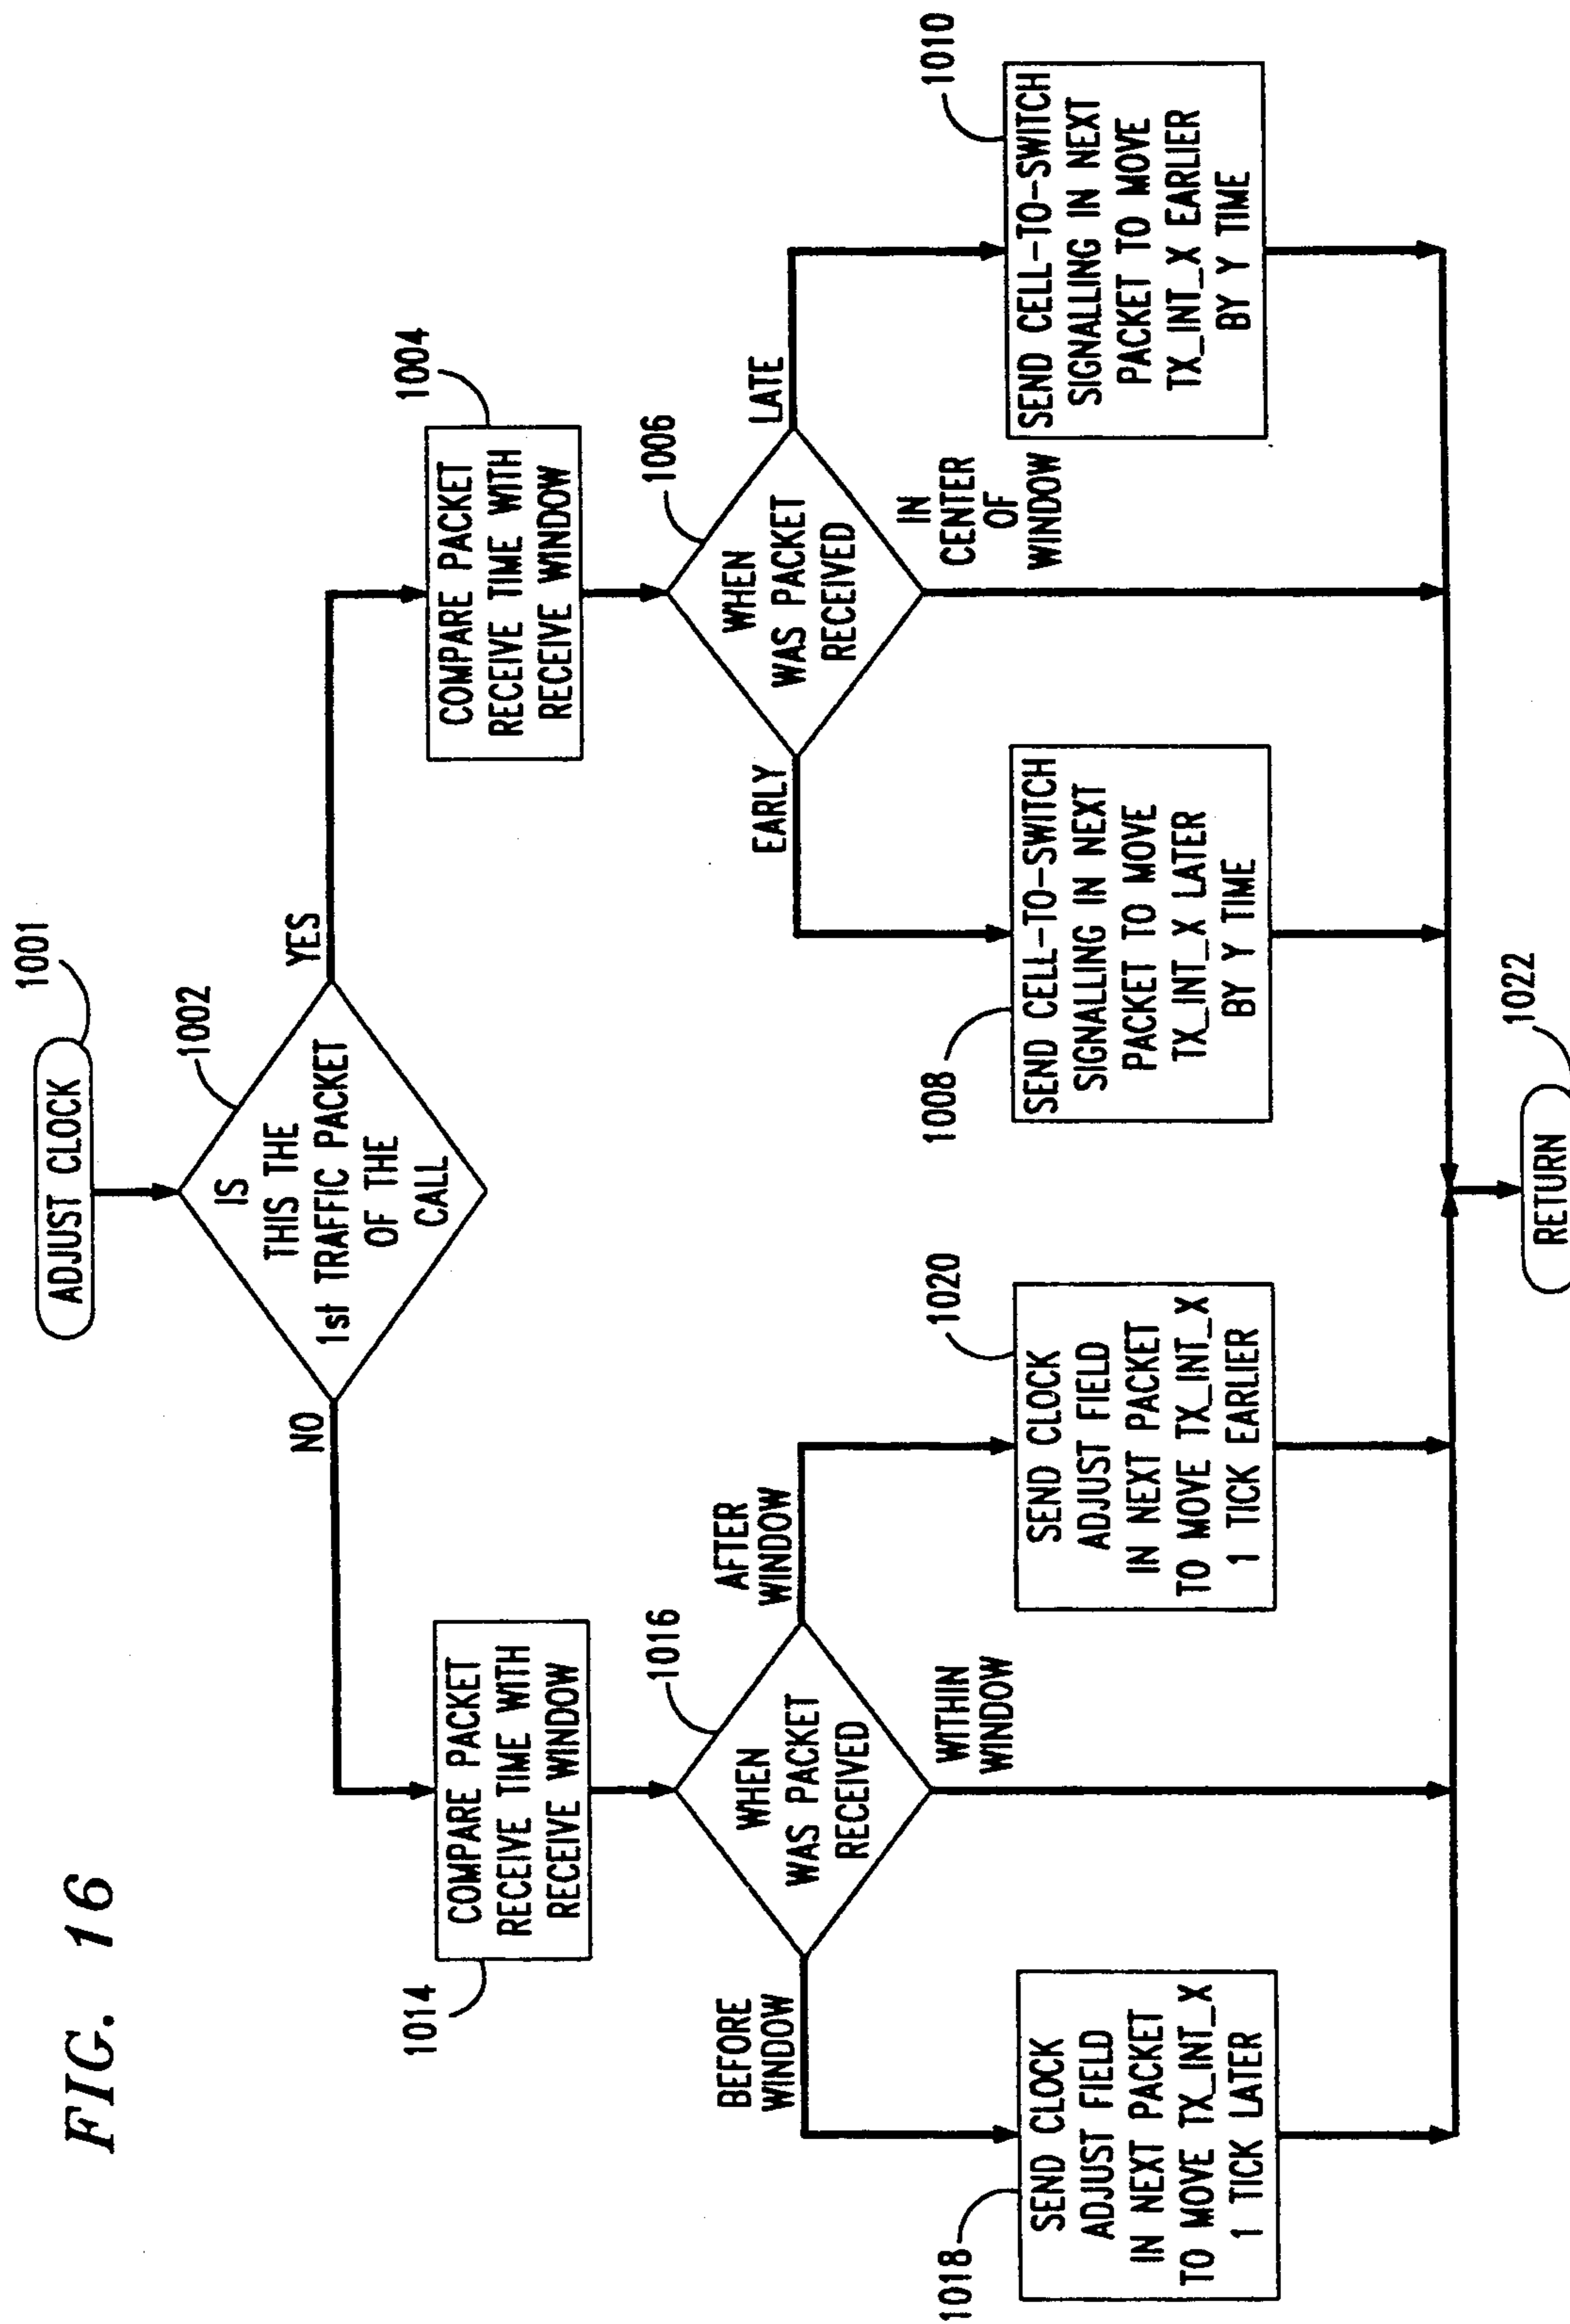 FIG. 16
ADJUST CLOCK
1001
IS
THIS THE
1st TRAFFIC PACKET
OF THE
CALL
1002
NO
YES
1014
COMPARE PACKET
RECEIVE TIME WITH
RECEIVE WINDOW
COMPARE PACKET
RECEIVE TIME WITH
RECEIVE WINDOW
1004
WHEN
WAS PACKET
RECEIVED
1016
BEFORE
WINDOW
WITHIN
WINDOW
AFTER
WINDOW
WHEN
WAS PACKET
RECEIVED
1006
EARLY
IN
CENTER
OF
WINDOW
LATE
1018
SEND CLOCK
ADJUST FIELD
IN NEXT PACKET
TO MOVE TX_INT_X
1 TICK LATER
SEND CLOCK
ADJUST FIELD
IN NEXT PACKET
TO MOVE TX_INT_X
1 TICK EARLIER
1020
1008
SEND CELL-TO-SWITCH
SIGNALLING IN NEXT
PACKET TO MOVE
TX_INT_X LATER
BY Y TIME
SEND CELL-TO-SWITCH
SIGNALLING IN NEXT
PACKET TO MOVE
TX_INT_X EARLIER
BY Y TIME
1010
RETURN
1022